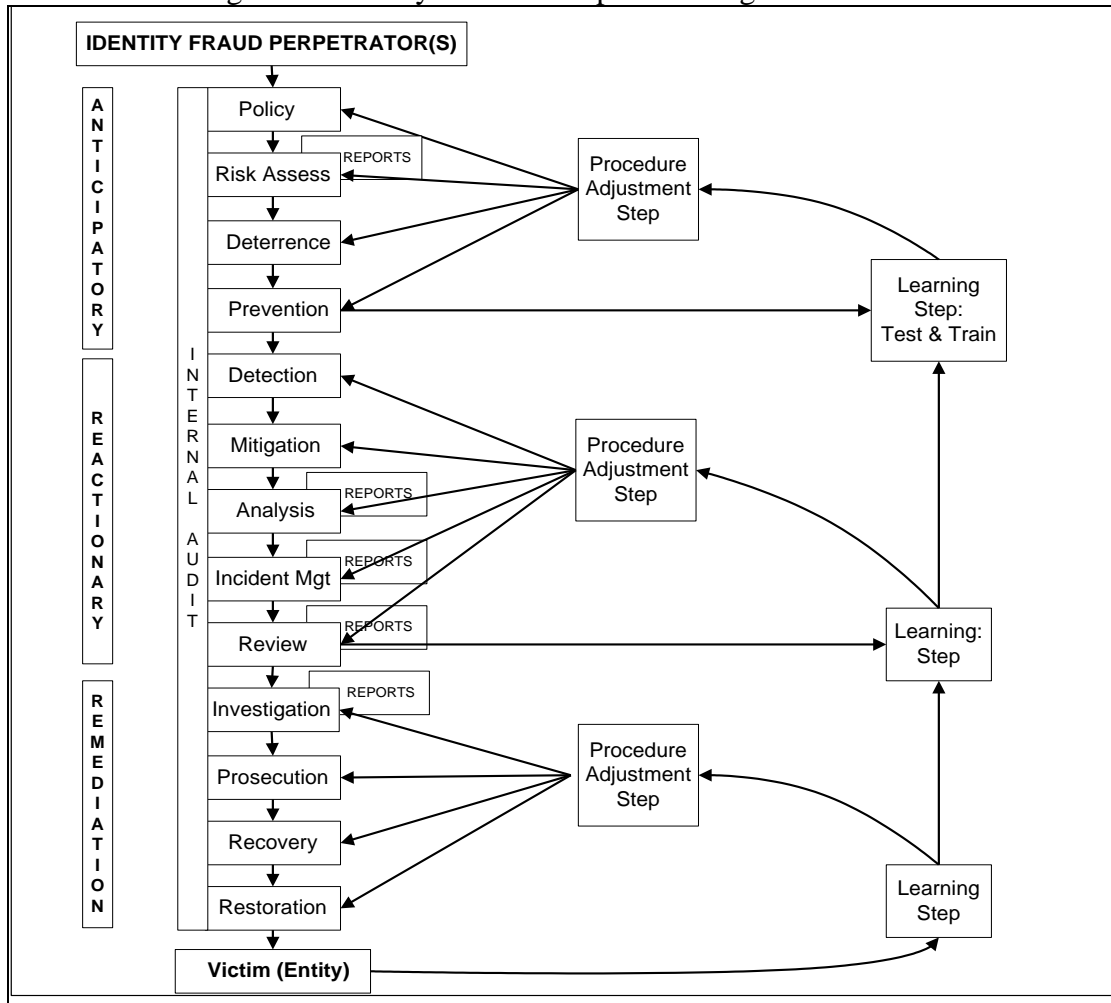 IDENTITY FRAUD PERPETRATOR(S)
ANTICIPATORY
REACTIONARY
REMEDIATION
INTERNAL AUDIT
Policy
REPORTS
Risk Assess
Deterrence
Prevention
Detection
Mitigation
REPORTS
Analysis
REPORTS
Incident Mgt
REPORTS
Review
REPORTS
Investigation
Prosecution
Recovery
Restoration
Victim (Entity)
Procedure
Adjustment
Step
Learning
Step:
Test & Train
Procedure
Adjustment
Step
Learning:
Step
Procedure
Adjustment
Step
Learning
Step